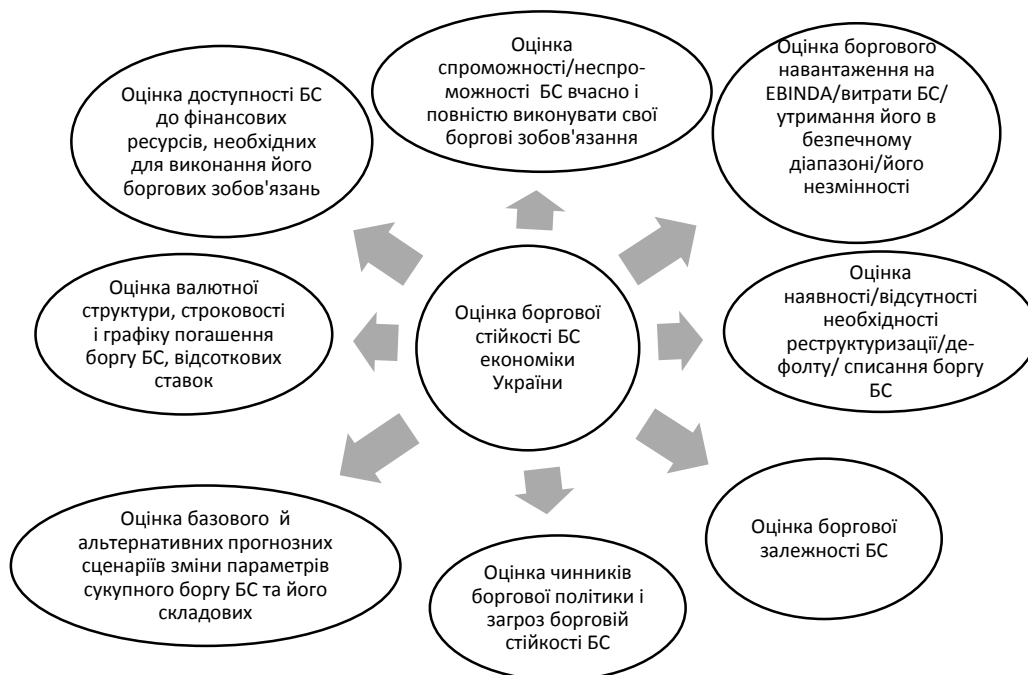 Оцінка
спроможності/неспро-
можності БС вчасно і
повністю виконувати свої
боргові зобов'язання
Оцінка боргового
навантаження на
EBINDA/витрати БС/
утримання його в
безпечному
діапазоні/його
незмінності
Оцінка доступності БС
до фінансових
ресурсів, необхідних
для виконання його
боргових зобов'язань
Оцінка валютної
структури, строковості
і графіку погашення
боргу БС, відсоткових
ставок
Оцінка боргової
стійкості БС
економіки
України
Оцінка
наявності/відсутності
необхідності
реструктуризації/де-
фолту/ списання боргу
БС
Оцінка базового й
альтернативних прогнозних
сценаріїв зміни параметрів
сукупного боргу БС та його
складових
Оцінка чинників
боргової політики і
загроз борговій
стійкості БС
Оцінка боргової
залежності БС